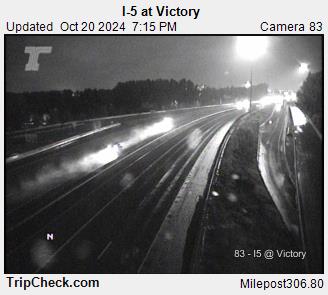 I-5 at Victory
Updated Oct 20 2024 7:15 PM Camera 83
T
N
83 - I5 @ Victory
TripCheck.com Milepost306.80